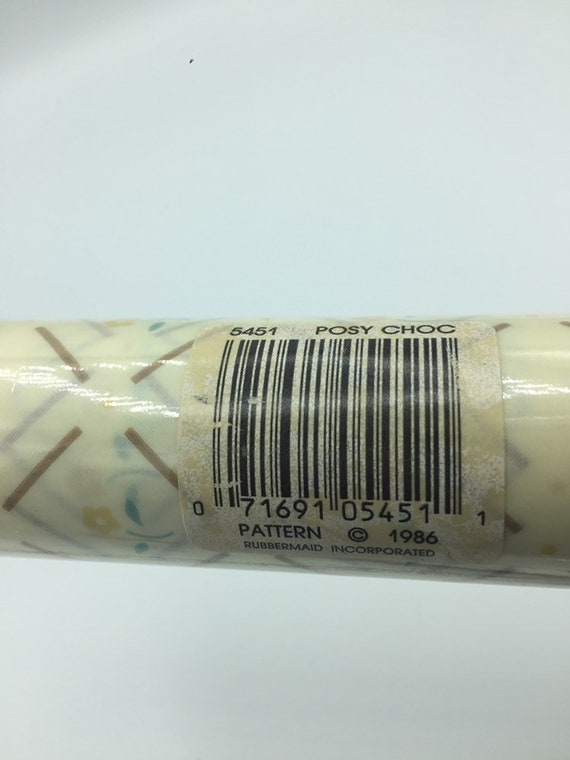 5451 POSY CHOC
0 71691 05451 1
PATTERN © 1986
RUBBERMAID INCORPORATED